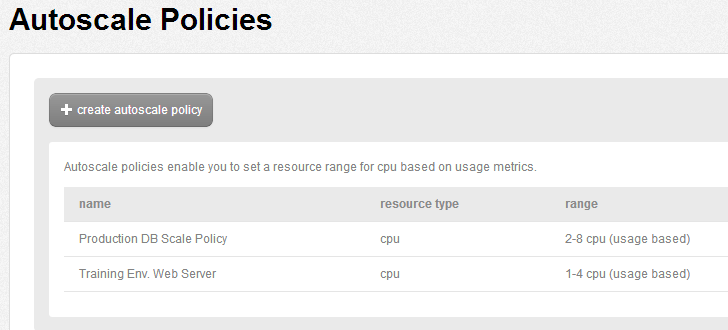 Autoscale Policies
+ create autoscale policy
Autoscale policies enable you to set a resource range for cpu based on usage metrics.
name resource type range
Production DB Scale Policy cpu 2-8 cpu (usage based)
Training Env. Web Server cpu 1-4 cpu (usage based)